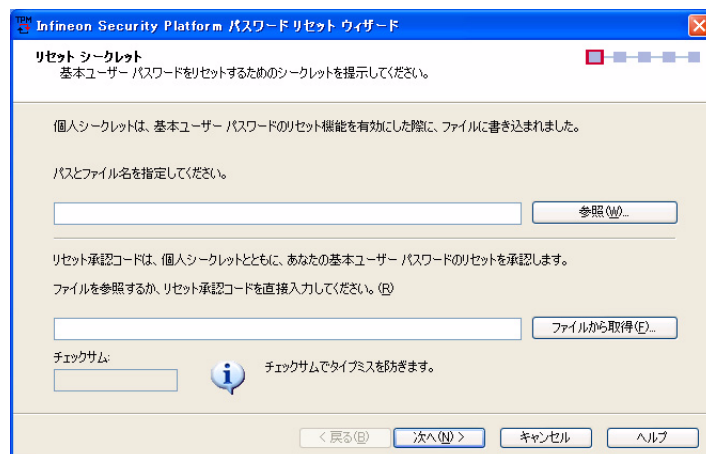 TPM
Infineon Security Platform パスワード リセット ウィザード
リセット シークレット
基本ユーザー パスワードをリセットするためのシークレットを提示してください。
個人シークレットは、基本ユーザー パスワードのリセット機能を有効にした際に、ファイルに書き込まれました。
パスとファイル名を指定してください。
参照(W)...
リセット承認コードは、個人シークレットとともに、あなたの基本ユーザー パスワードのリセットを承認します。
ファイルを参照するか、リセット承認コードを直接入力してください。(R)
ファイルから取得(F)...
チェックサム:
チェックサムでタイプミスを防ぎます。
< 戻る(B) 次へ(N) > キャンセル ヘルプ